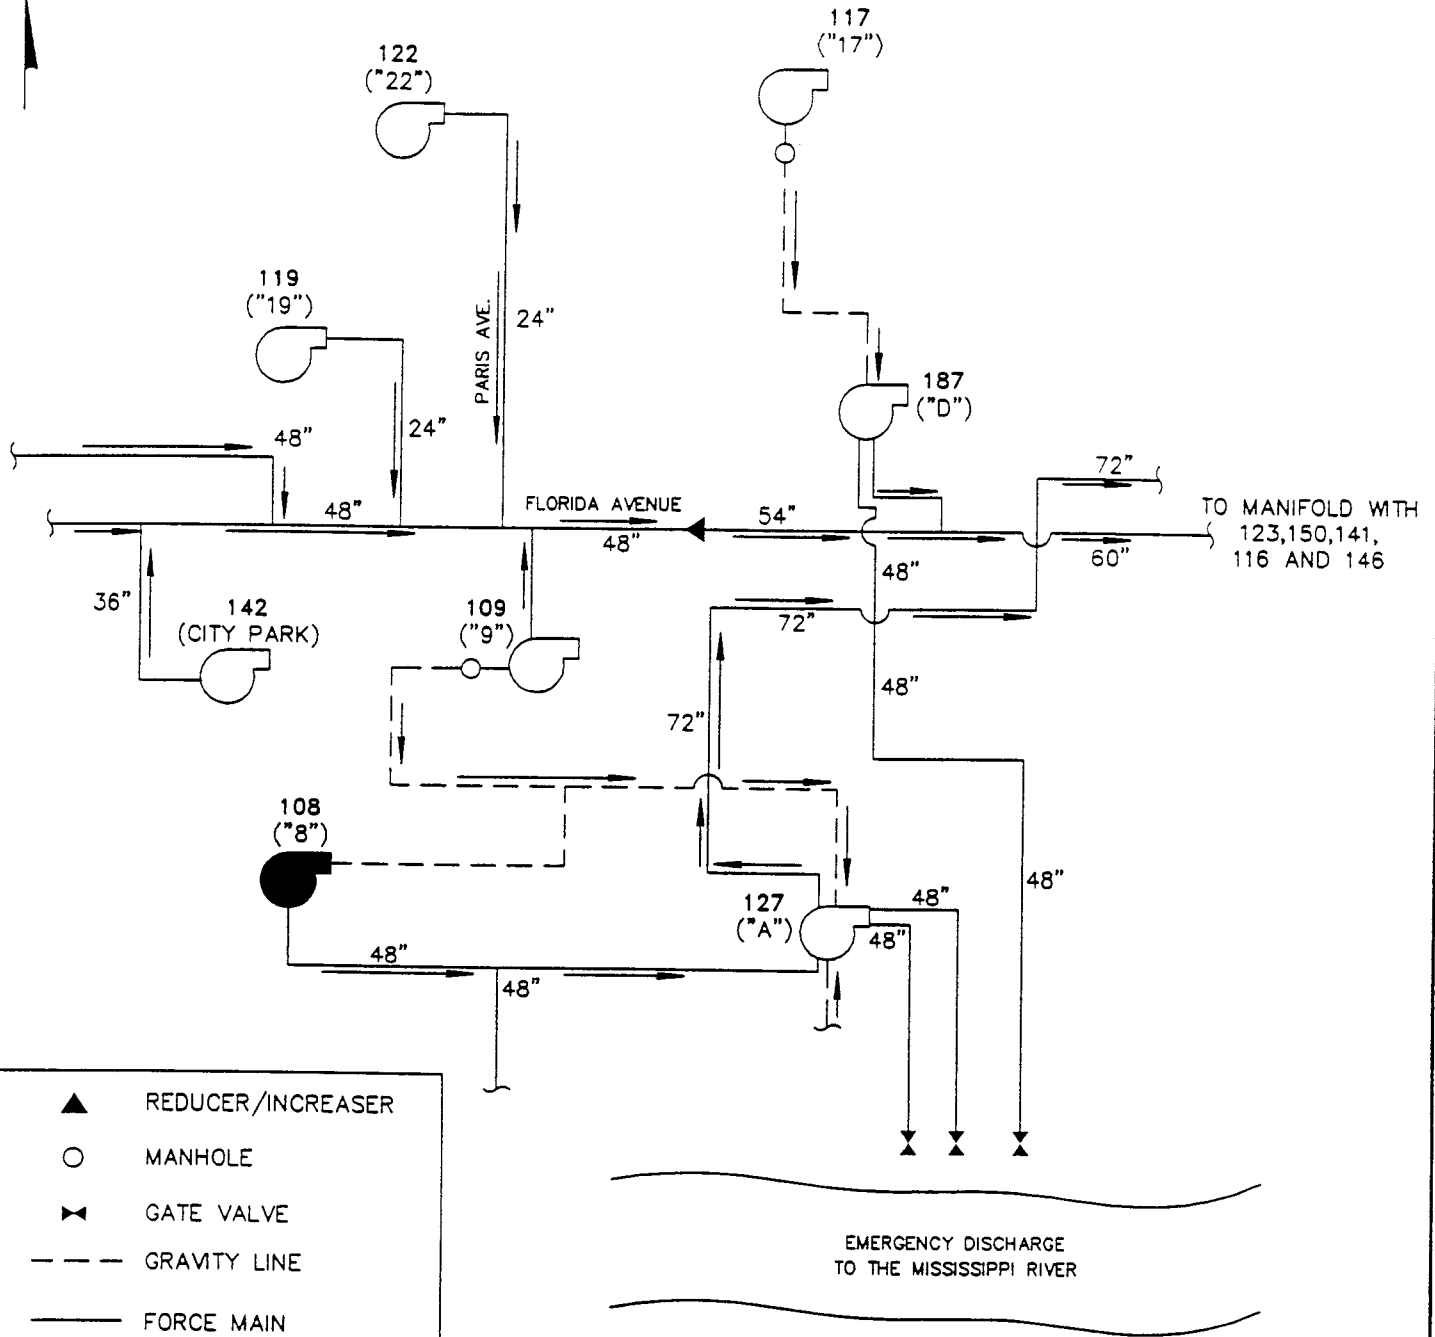 117
("17")
122
("22")
119
("19")
24"
PARIS AVE.
187
("D")
24"
48"
72"
FLORIDA AVENUE
48"
54"
48"
TO MANIFOLD WITH
123,150,141,
116 AND 146
60"
48"
36"
142
(CITY PARK)
109
("9")
72"
48"
72"
108
("8")
48"
127
("A")
48"
48"
48"
48"
REDUCER/INCREASER
MANHOLE
GATE VALVE
GRAVITY LINE
FORCE MAIN
EMERGENCY DISCHARGE
TO THE MISSISSIPPI RIVER